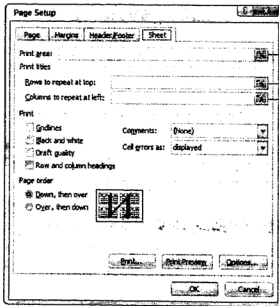 Page Setup
Page Margins Header/Footer Sheet
Print area:
Print titles
Rows to repeat at top:
Columns to repeat at left:
Print
Gridlines
Black and white
Draft quality
Row and column headings
Comments: (None)
Cell errors as: displayed
Page order
Down, then over
Over, then down
Print... Print Preview Options...
OK Cancel